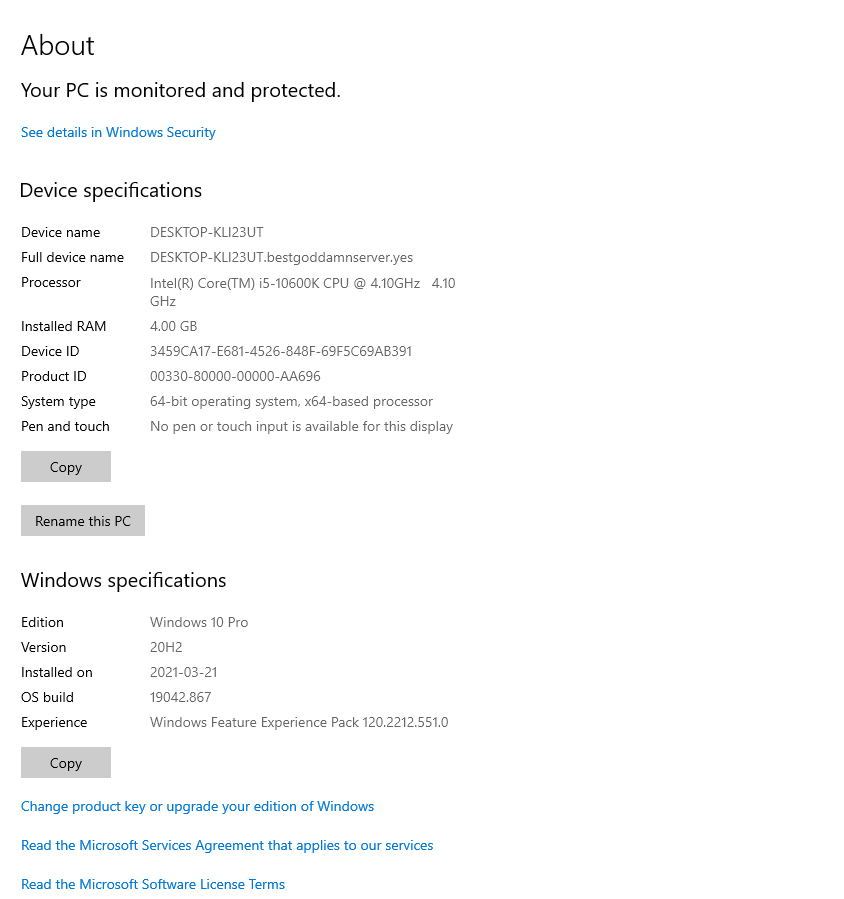 About
Your PC is monitored and protected.
See details in Windows Security
Device specifications
Device name DESKTOP-KLI23UT
Full device name DESKTOP-KLI23UT.bestgoddamnserver.yes
Processor Intel(R) Core(TM) i5-10600K CPU @ 4.10GHz 4.10
GHz
Installed RAM 4.00 GB
Device ID 3459CA17-E681-4526-848F-69F5C69AB391
Product ID 00330-80000-00000-AA696
System type 64-bit operating system, x64-based processor
Pen and touch No pen or touch input is available for this display
Copy
Rename this PC
Windows specifications
Edition Windows 10 Pro
Version 20H2
Installed on 2021-03-21
OS build 19042.867
Experience Windows Feature Experience Pack 120.2212.551.0
Copy
Change product key or upgrade your edition of Windows
Read the Microsoft Services Agreement that applies to our services
Read the Microsoft Software License Terms